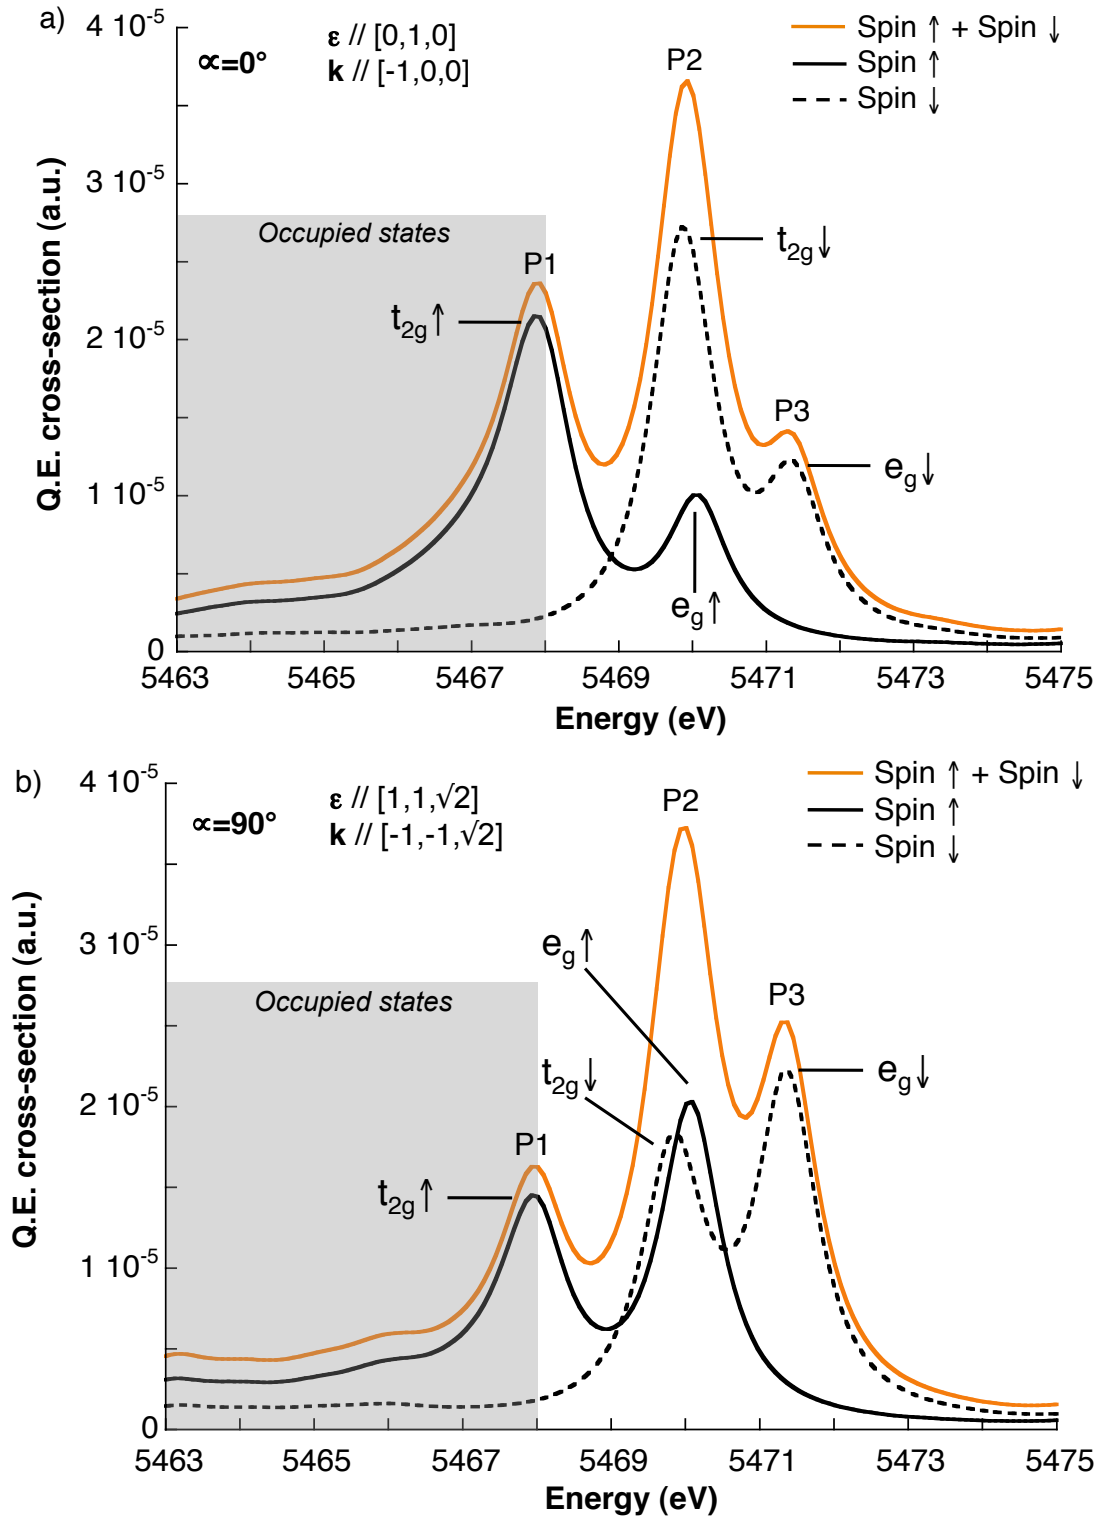 a)
4 10-5
3 10-5
2 10-5
1 10-5
0
Q.E. cross-section (a.u.)
∝=0°
ε // [0,1,0]
k // [-1,0,0]
Spin ↑ + Spin ↓
Spin ↑
Spin ↓
Occupied states
P1
P2
P3
t2g↑
t2g↓
eg↓
eg↑
5463 5465 5467 5469 5471 5473 5475
Energy (eV)
b)
4 10-5
3 10-5
2 10-5
1 10-5
0
Q.E. cross-section (a.u.)
∝=90°
ε // [1,1,√2]
k // [-1,-1,√2]
Spin ↑ + Spin ↓
Spin ↑
Spin ↓
Occupied states
P1
P2
P3
eg↑
t2g↓
eg↓
t2g↑
5463 5465 5467 5469 5471 5473 5475
Energy (eV)